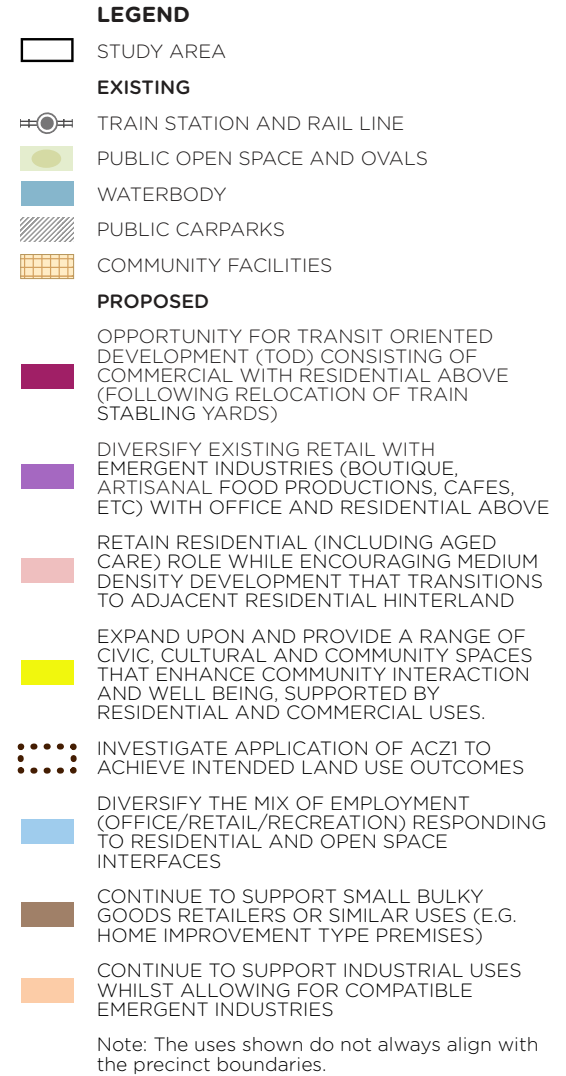 LEGEND
STUDY AREA
EXISTING
TRAIN STATION AND RAIL LINE
PUBLIC OPEN SPACE AND OVALS
WATERBODY
PUBLIC CARPARKS
COMMUNITY FACILITIES
PROPOSED
OPPORTUNITY FOR TRANSIT ORIENTED
DEVELOPMENT (TOD) CONSISTING OF
COMMERCIAL WITH RESIDENTIAL ABOVE
(FOLLOWING RELOCATION OF TRAIN
STABLING YARDS)
DIVERSIFY EXISTING RETAIL WITH
EMERGENT INDUSTRIES (BOUTIQUE,
ARTISANAL FOOD PRODUCTIONS, CAFES,
ETC) WITH OFFICE AND RESIDENTIAL ABOVE
RETAIN RESIDENTIAL (INCLUDING AGED
CARE) ROLE WHILE ENCOURAGING MEDIUM
DENSITY DEVELOPMENT THAT TRANSITIONS
TO ADJACENT RESIDENTIAL HINTERLAND
EXPAND UPON AND PROVIDE A RANGE OF
CIVIC, CULTURAL AND COMMUNITY SPACES
THAT ENHANCE COMMUNITY INTERACTION
AND WELL BEING, SUPPORTED BY
RESIDENTIAL AND COMMERCIAL USES.
INVESTIGATE APPLICATION OF ACZ1 TO
ACHIEVE INTENDED LAND USE OUTCOMES
DIVERSIFY THE MIX OF EMPLOYMENT
(OFFICE/RETAIL/RECREATION) RESPONDING
TO RESIDENTIAL AND OPEN SPACE
INTERFACES
CONTINUE TO SUPPORT SMALL BULKY
GOODS RETAILERS OR SIMILAR USES (E.G.
HOME IMPROVEMENT TYPE PREMISES)
CONTINUE TO SUPPORT INDUSTRIAL USES
WHILST ALLOWING FOR COMPATIBLE
EMERGENT INDUSTRIES
Note: The uses shown do not always align with
the precinct boundaries.